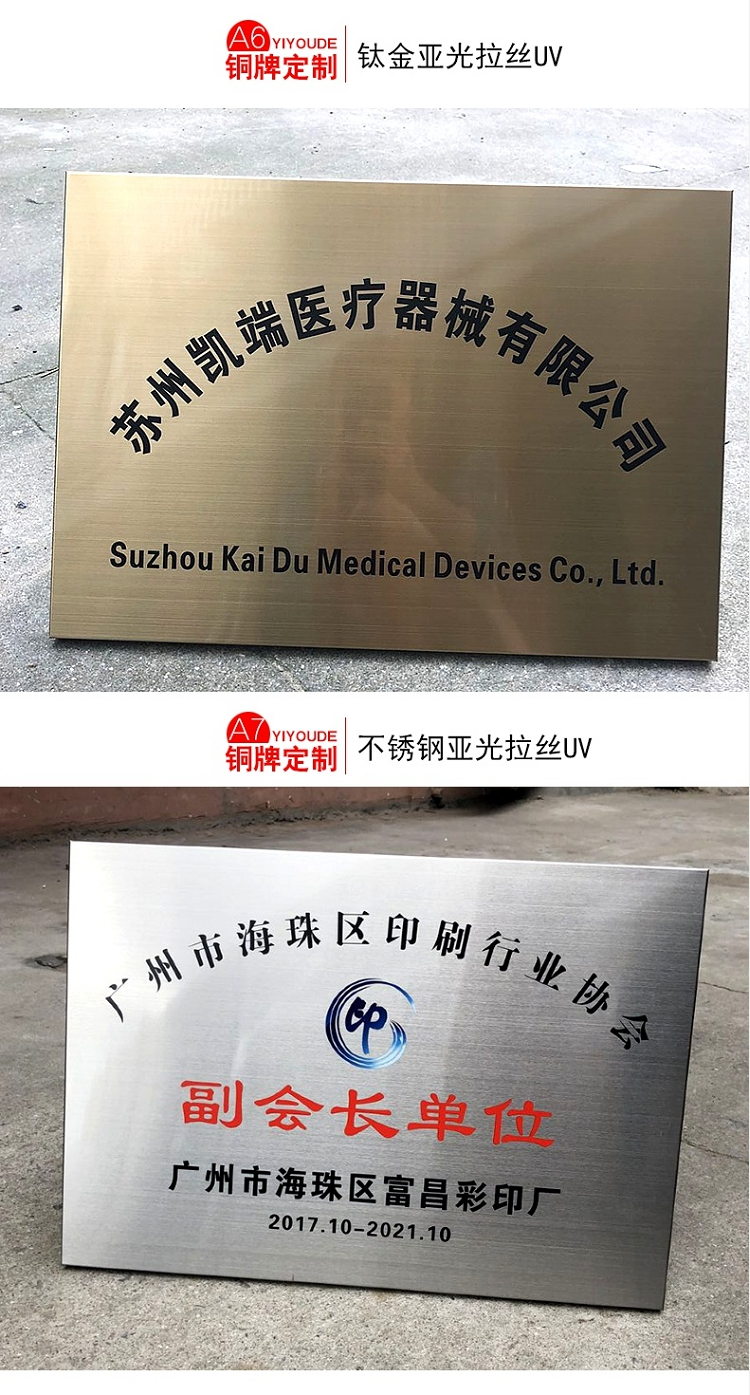 A6 YIYOUDE
铜牌定制
钛金亚光拉丝UV
苏州凯端医疗器械有限公司
Suzhou Kai Du Medical Devices Co., Ltd.
A7 YIYOUDE
铜牌定制
不锈钢亚光拉丝UV
广州市海珠区印刷行业协会
印
副会长单位
广州市海珠区富昌彩印厂
2017.10-2021.10